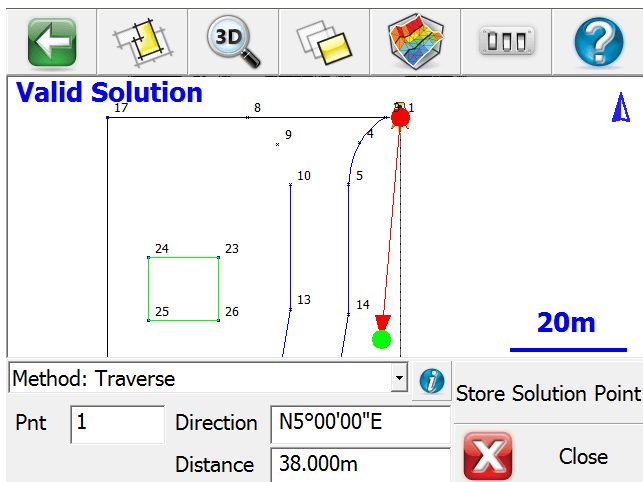 3D
?
Valid Solution
17 8 1
9 4
10 5
24 23
25 26 13 14
20m
Method: Traverse i Store Solution Point
Pnt 1 Direction N5°00'00"E
Distance 38.000m X Close